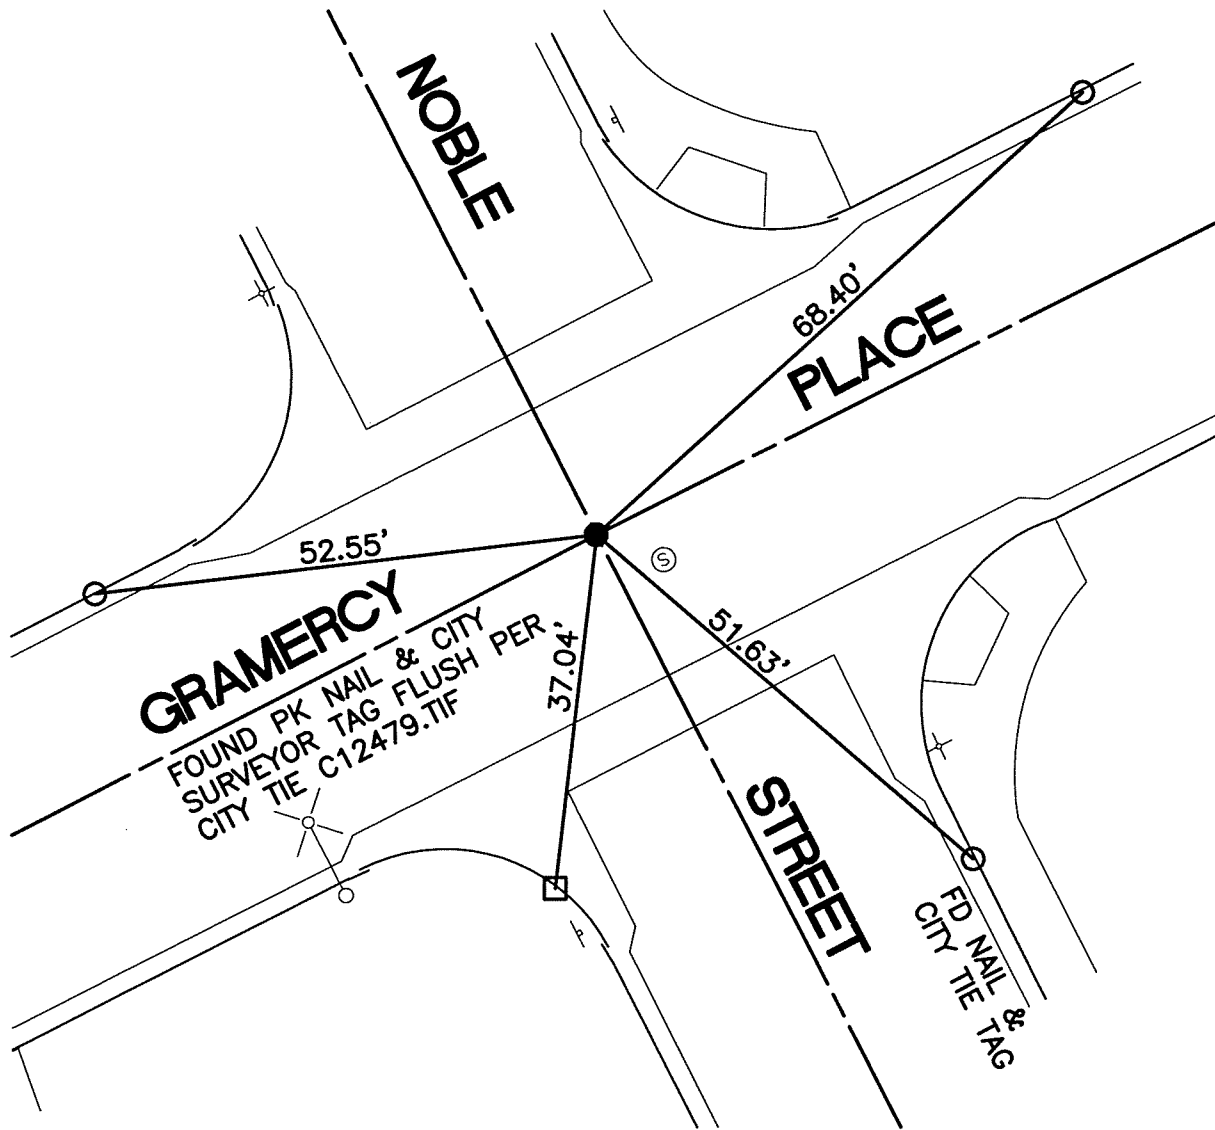 NOBLE
68.40'
PLACE
52.55'
S
GRAMERCY
51.63'
37.04'
FOUND PK NAIL & CITY
SURVEYOR TAG FLUSH PER
CITY TIE C12479.TIF
STREET
FD NAIL &
CITY TIE TAG